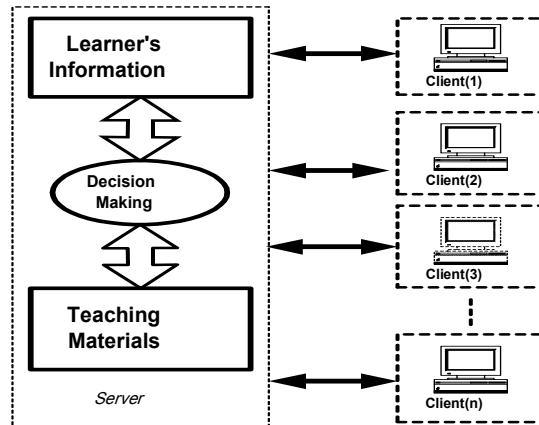 Learner's
Information
Decision
Making
Teaching
Materials
Server
Client(1)
Client(2)
Client(3)
Client(n)